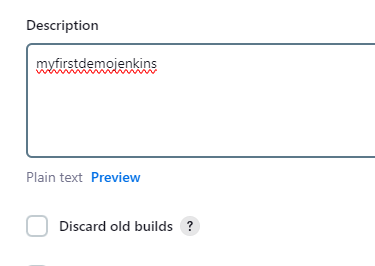 Description
myfirstdemojenkins
Plain text Preview
Discard old builds ?